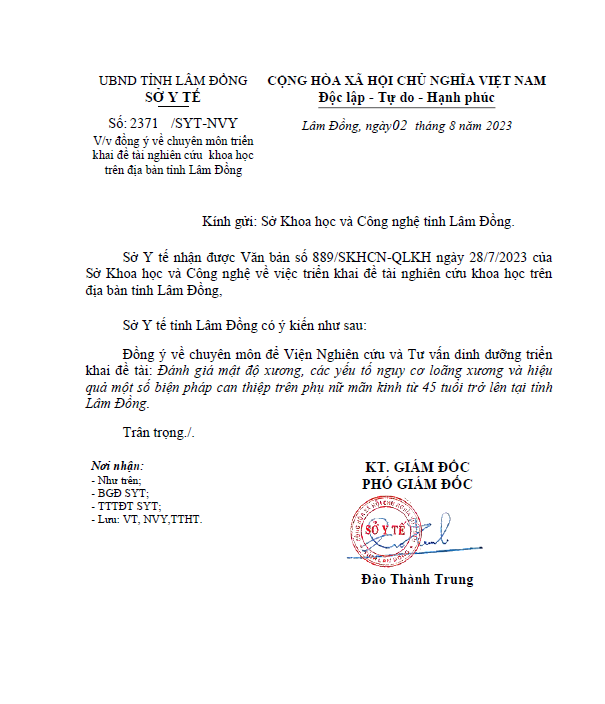 UBND TỈNH LÂM ĐỒNG
SỞ Y TẾ
CỘNG HÒA XÃ HỘI CHỦ NGHĨA VIỆT NAM
Độc lập - Tự do - Hạnh phúc
Số: 2371 /SYT-NVY
Lâm Đồng, ngày 02 tháng 8 năm 2023
V/v đồng ý về chuyên môn triển
khai đề tài nghiên cứu khoa học
trên địa bàn tỉnh Lâm Đồng
Kính gửi: Sở Khoa học và Công nghệ tỉnh Lâm Đồng.
Sở Y tế nhận được Văn bản số 889/SKHCN-QLKH ngày 28/7/2023 của
Sở Khoa học và Công nghệ về việc triển khai đề tài nghiên cứu khoa học trên
địa bàn tỉnh Lâm Đồng,
Sở Y tế tỉnh Lâm Đồng có ý kiến như sau:
Đồng ý về chuyên môn để Viện Nghiên cứu và Tư vấn dinh dưỡng triển
khai đề tài: Đánh giá mật độ xương, các yếu tố nguy cơ loãng xương và hiệu
quả một số biện pháp can thiệp trên phụ nữ mãn kinh từ 45 tuổi trở lên tại tỉnh
Lâm Đồng.
Trân trọng./.
Nơi nhận:
- Như trên;
- BGĐ SYT;
- TTTĐT SYT;
- Lưu: VT, NVY,TTHT.
KT. GIÁM ĐỐC
PHÓ GIÁM ĐỐC
SỞ Y TẾ
Đào Thành Trung